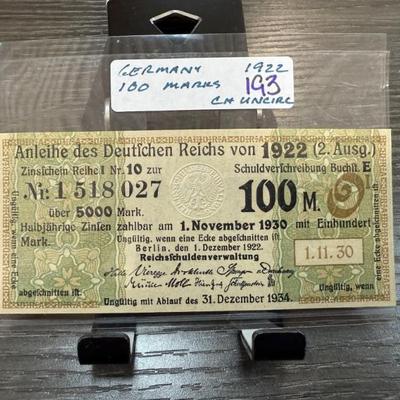 GERMANY 1922
100 MARKS 193
CH UNCIRC
Anleihe des Deutschen Reichs von 1922 (2. Ausg.)
Zinsschein Reihe I Nr. 10 zur Schuldverschreibung Buchst. E
Nr: 1 518 027 100 M.
über 5000 Mark.
Halbjährige Zinsen zahlbar am 1. November 1930 mit Einhundert
Mark. Ungültig, wenn eine Ecke abgeschnitten ist.
Berlin, den 1. Dezember 1922. 1.11.30
Reichsschuldenverwaltung
Ungültig, wenn
abgeschnitten ist.
Ungültig mit Ablauf des 31. Dezember 1934.